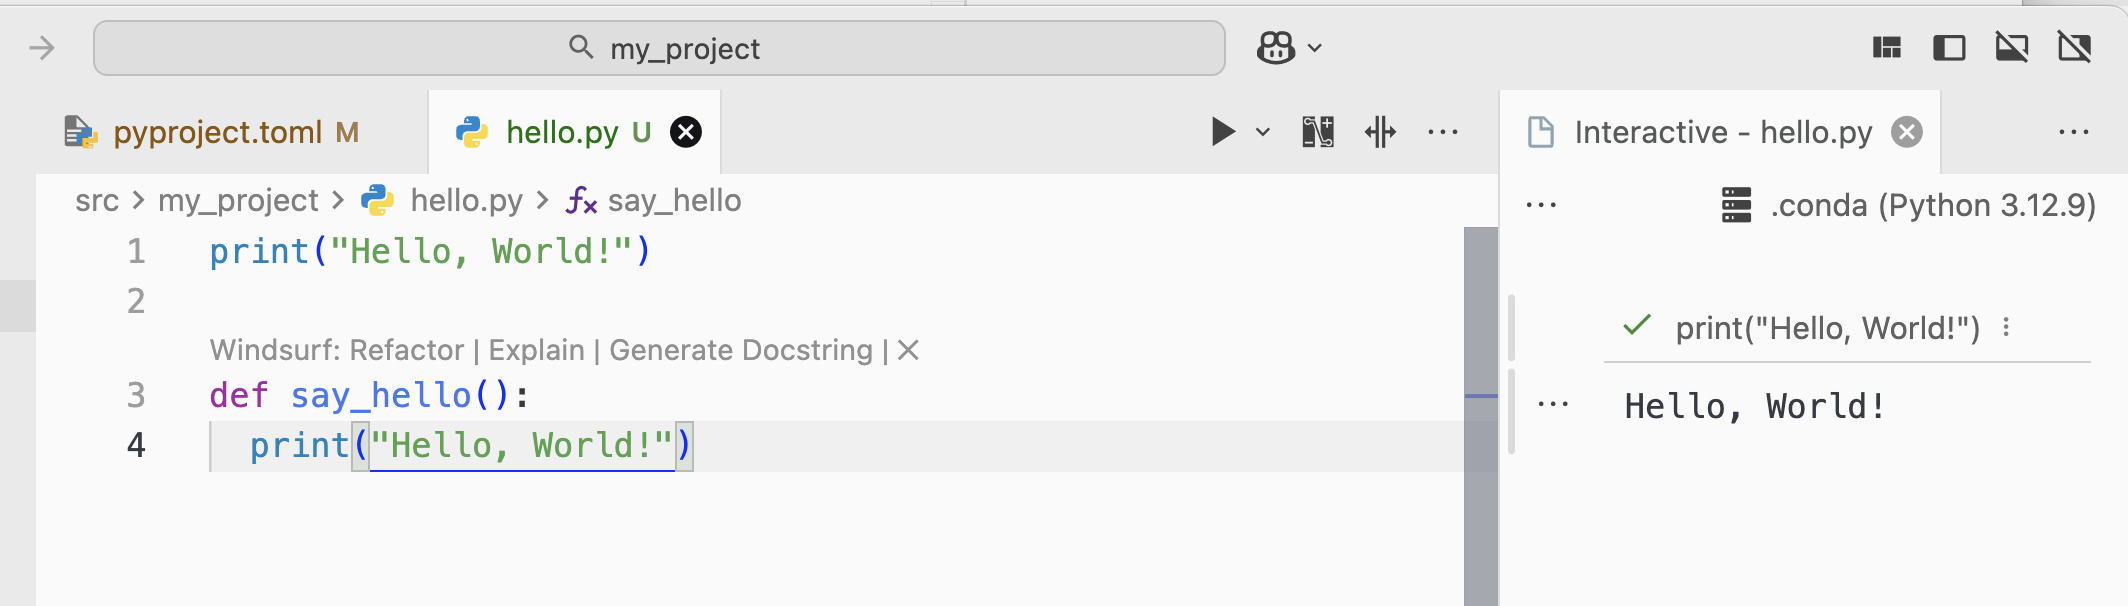 my_project
pyproject.toml M
hello.py U
Interactive - hello.py
src > my_project > hello.py > say_hello
1 print("Hello, World!")
2
Windsurf: Refactor | Explain | Generate Docstring |
3 def say_hello():
4 print("Hello, World!")
.conda (Python 3.12.9)
print("Hello, World!")
Hello, World!